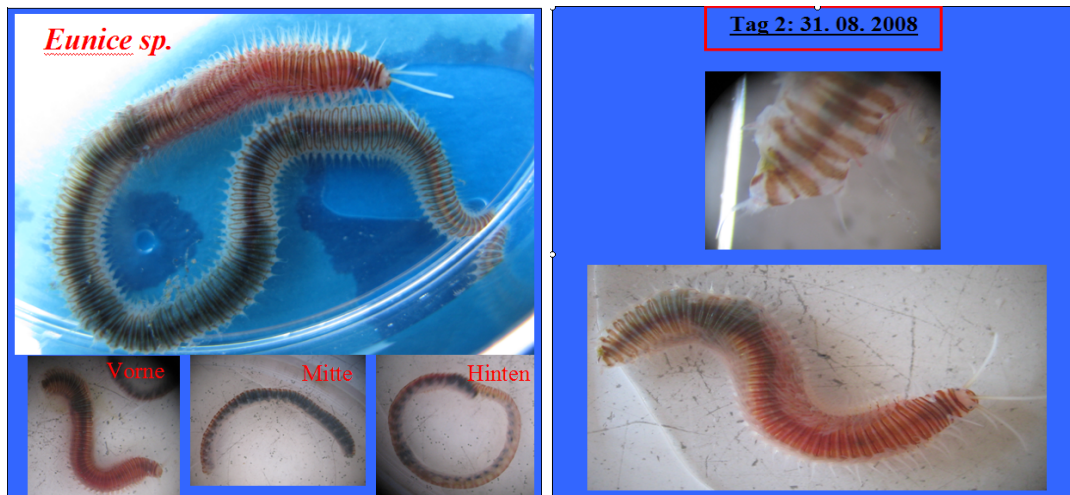 Eunice sp.
Vorne
Mitte
Hinten
Tag 2: 31. 08. 2008